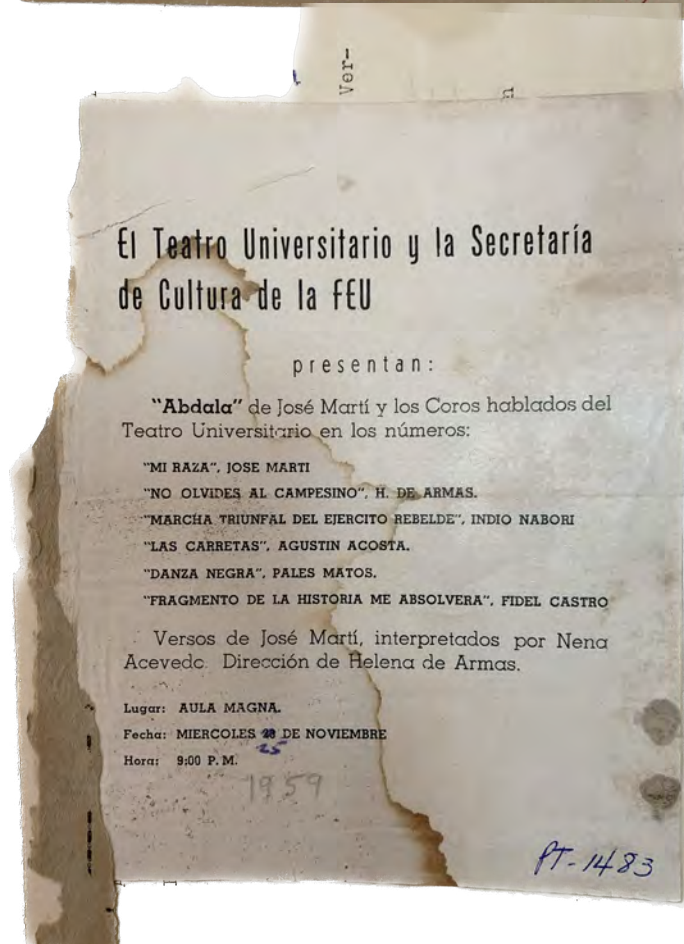 Ver-
n
El Teatro Universitario y la Secretaría
de Cultura de la FEU
presentan:
"Abdala" de José Martí y los Coros hablados del
Teatro Universitario en los números:
"MI RAZA", JOSE MARTI
"NO OLVIDES AL CAMPESINO", H. DE ARMAS.
"MARCHA TRIUNFAL DEL EJERCITO REBELDE", INDIO NABORI
"LAS CARRETAS", AGUSTIN ACOSTA.
"DANZA NEGRA", PALES MATOS.
"FRAGMENTO DE LA HISTORIA ME ABSOLVERA", FIDEL CASTRO
Versos de José Martí, interpretados por Nena
Acevedo. Dirección de Helena de Armas.
Lugar: AULA MAGNA.
Fecha: MIERCOLES DE NOVIEMBRE
25
Hora: 9:00 P. M.
1959
PT-1483